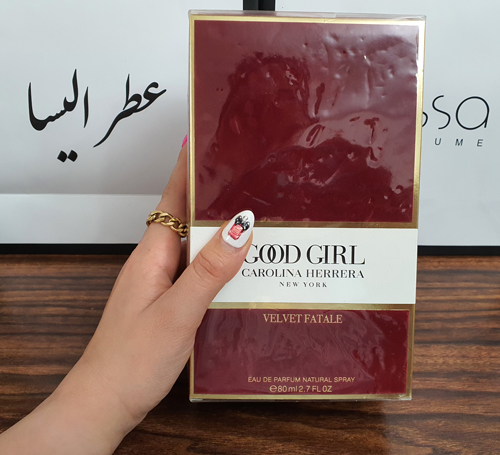 عطر الیسا
ssa
UME
GOOD GIRL
CAROLINA HERRERA
NEW YORK
VELVET FATALE
EAU DE PARFUM NATURAL SPRAY
℮80 ml 2.7 FL OZ